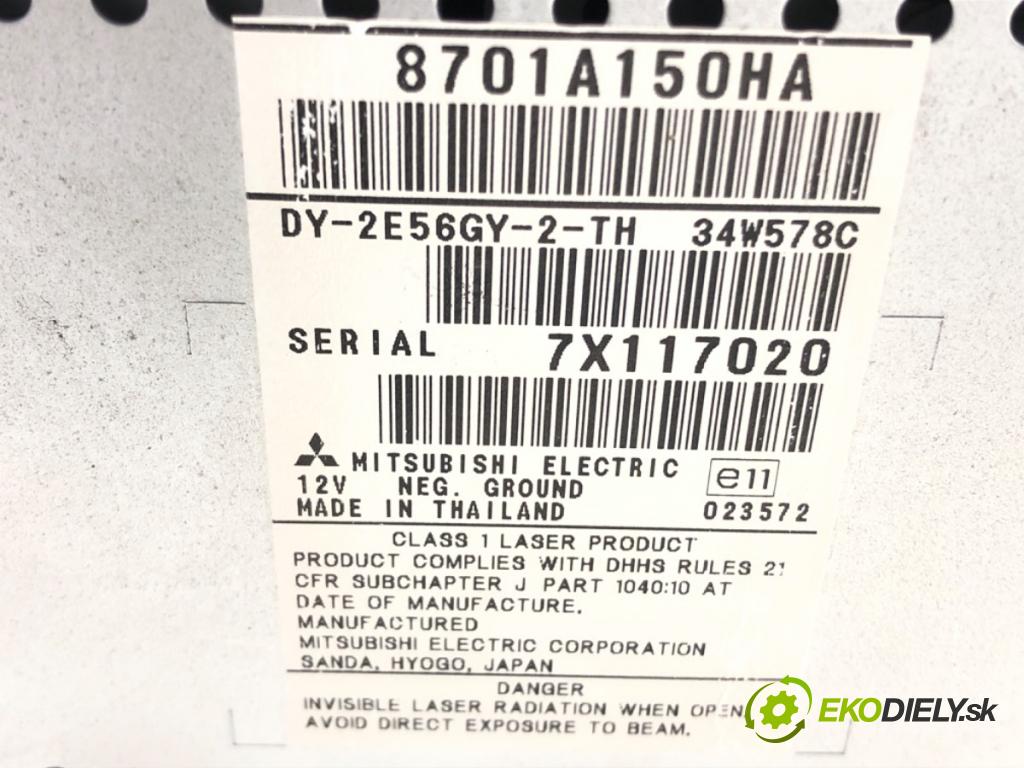 8701A150HA
DY-2E56GY-2-TH 34W578C
SERIAL 7X117020
MITSUBISHI ELECTRIC e11
12V NEG. GROUND
MADE IN THAILAND 023572
CLASS 1 LASER PRODUCT
PRODUCT COMPLIES WITH DHHS RULES 21
CFR SUBCHAPTER J PART 1040:10 AT
DATE OF MANUFACTURE.
MANUFACTURED
MITSUBISHI ELECTRIC CORPORATION
SANDA, HYOGO, JAPAN
DANGER
INVISIBLE LASER RADIATION WHEN OPEN
AVOID DIRECT EXPOSURE TO BEAM.
EKODIELY.sk